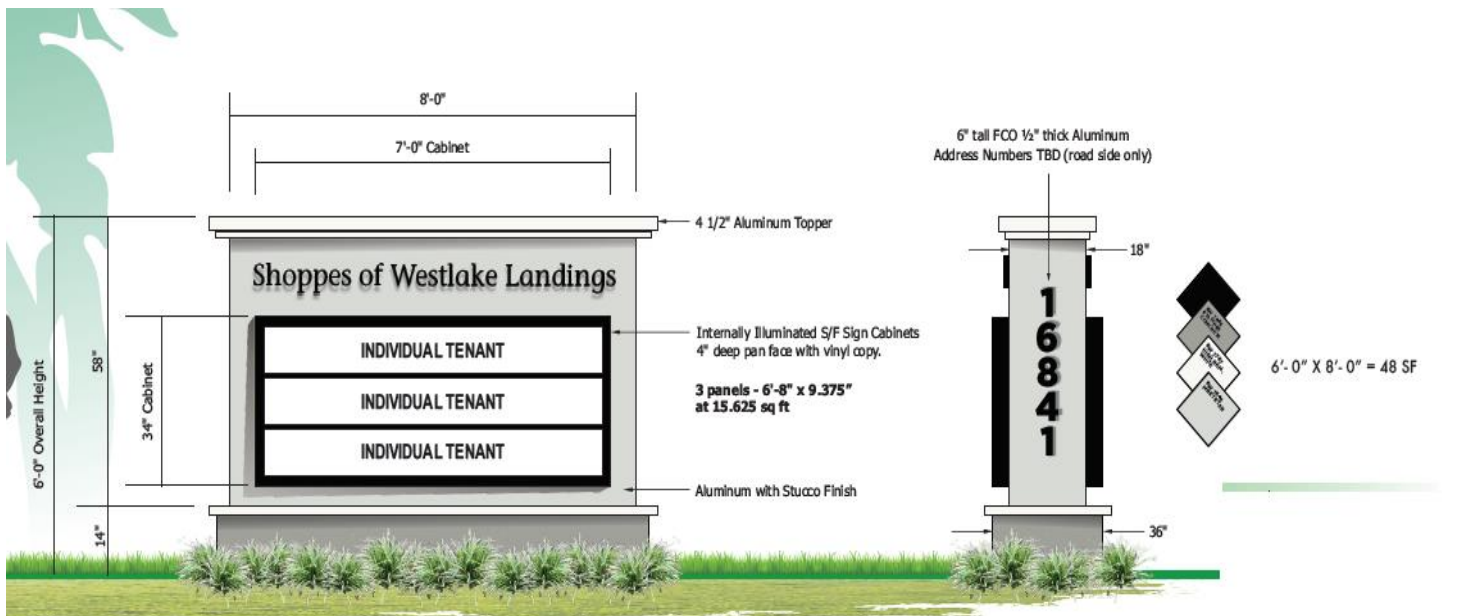 8'-0"
7'-0" Cabinet
6" tall FCO ½" thick Aluminum
Address Numbers TBD (road side only)
4 1/2" Aluminum Topper
18"
Shoppes of Westlake Landings
6'-0" Overall Height
58"
34" Cabinet
14"
INDIVIDUAL TENANT
INDIVIDUAL TENANT
INDIVIDUAL TENANT
Internally Illuminated S/F Sign Cabinets
4" deep pan face with vinyl copy.
3 panels - 6'-8" x 9.375"
at 15.625 sq ft
Aluminum with Stucco Finish
1
6
8
4
1
36"
6'-0" X 8'-0" = 48 SF